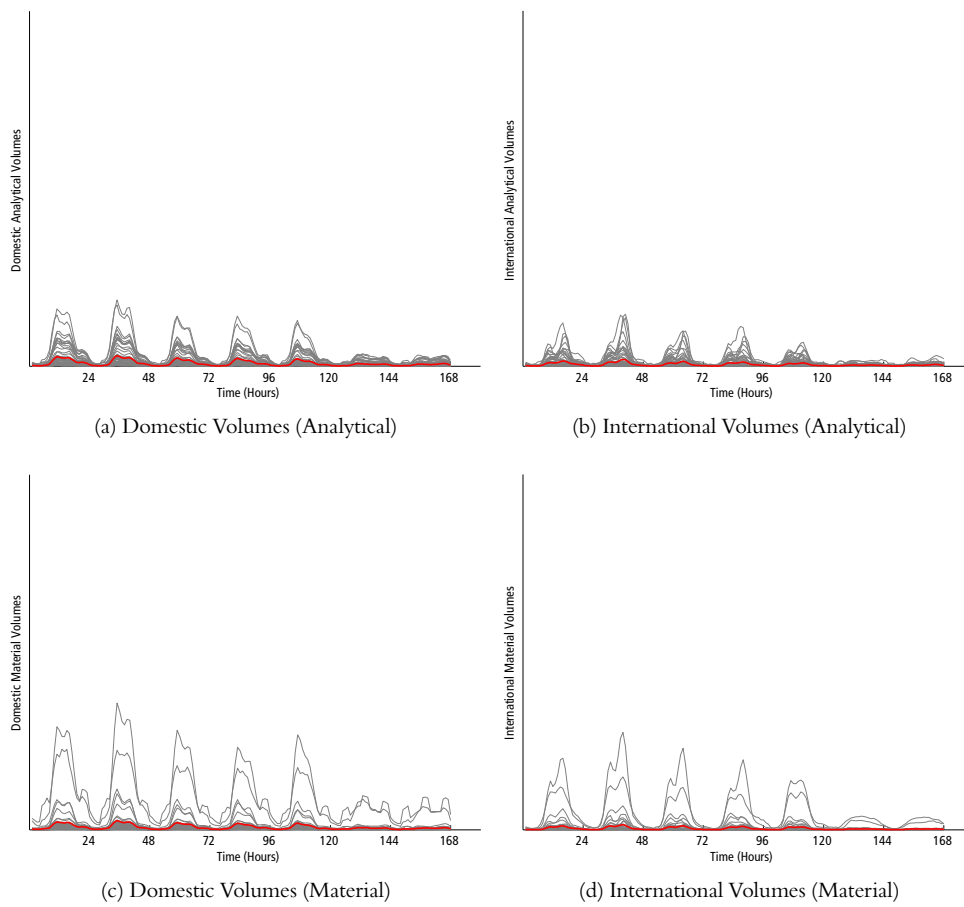 Domestic Analytical Volumes
24 48 72 96 120 144 168
Time (Hours)
(a) Domestic Volumes (Analytical)
International Analytical Volumes
24 48 72 96 120 144 168
Time (Hours)
(b) International Volumes (Analytical)
Domestic Material Volumes
24 48 72 96 120 144 168
Time (Hours)
(c) Domestic Volumes (Material)
International Material Volumes
24 48 72 96 120 144 168
Time (Hours)
(d) International Volumes (Material)